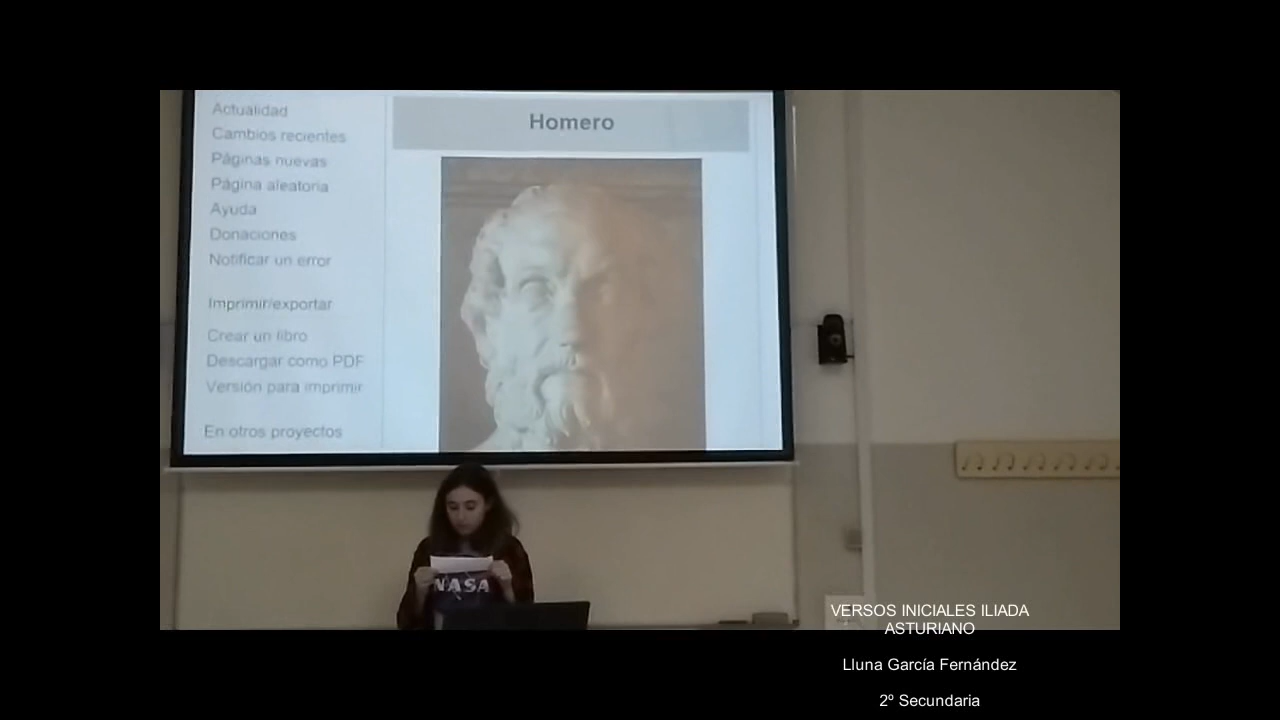 Actualidad
Cambios recientes
Páginas nuevas
Página aleatoria
Ayuda
Donaciones
Notificar un error
Imprimir/exportar
Crear un libro
Descargar como PDF
Versión para imprimir
En otros proyectos
Homero
NASA
VERSOS INICIALES ILIADA
ASTURIANO
Lluna García Fernández
2º Secundaria